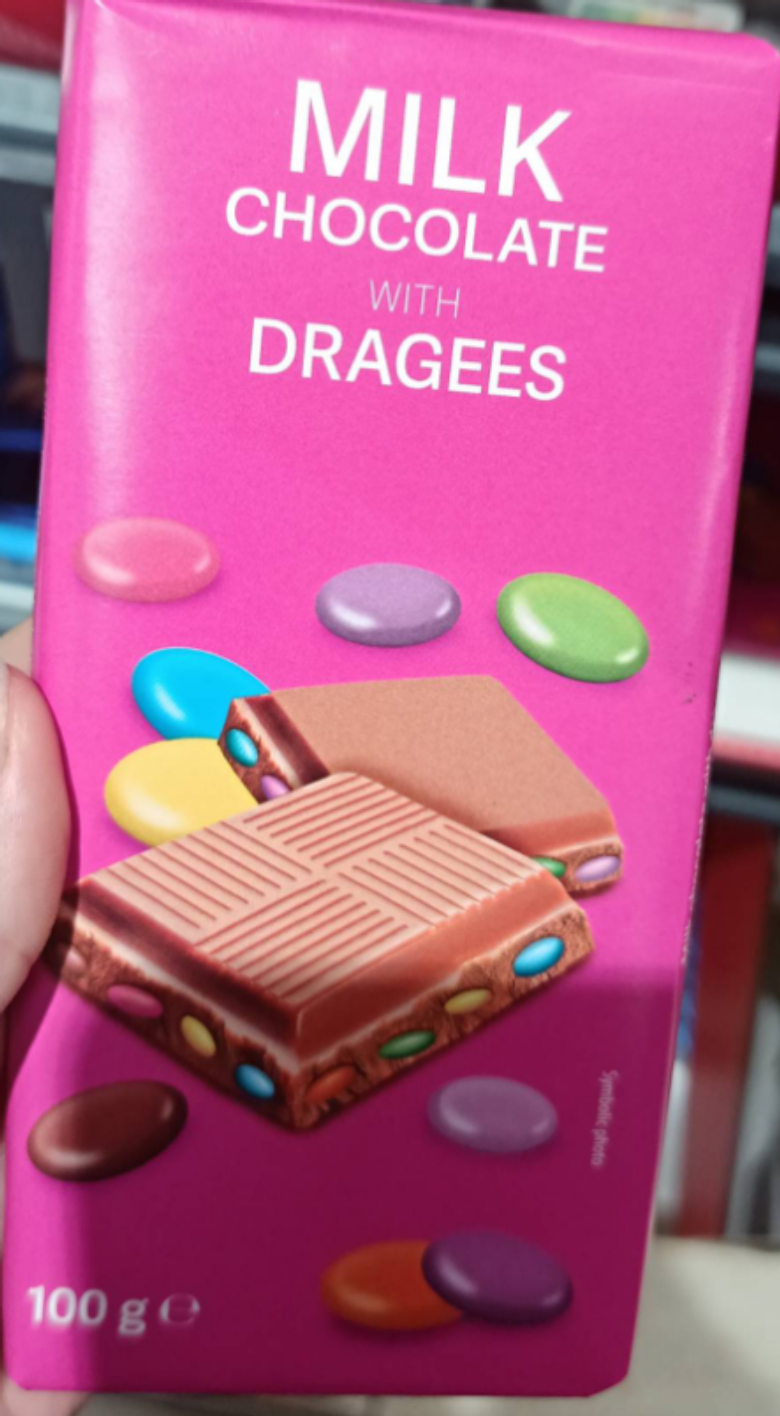 MILK
CHOCOLATE
WITH
DRAGEES
Symbolic photo
100 g ℮